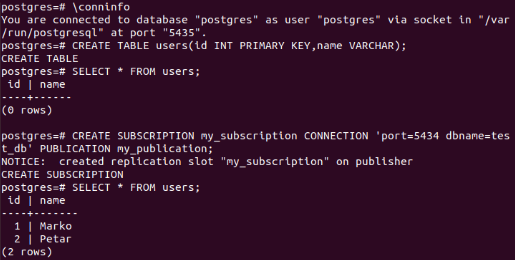 postgres=# \conninfo
You are connected to database "postgres" as user "postgres" via socket in "/var
/run/postgresql" at port "5435".
postgres=# CREATE TABLE users(id INT PRIMARY KEY,name VARCHAR);
CREATE TABLE
postgres=# SELECT * FROM users;
 id | name
----+------
(0 rows)

postgres=# CREATE SUBSCRIPTION my_subscription CONNECTION 'port=5434 dbname=tes
t_db' PUBLICATION my_publication;
NOTICE:  created replication slot "my_subscription" on publisher
CREATE SUBSCRIPTION
postgres=# SELECT * FROM users;
 id | name
----+-------
  1 | Marko
  2 | Petar
(2 rows)